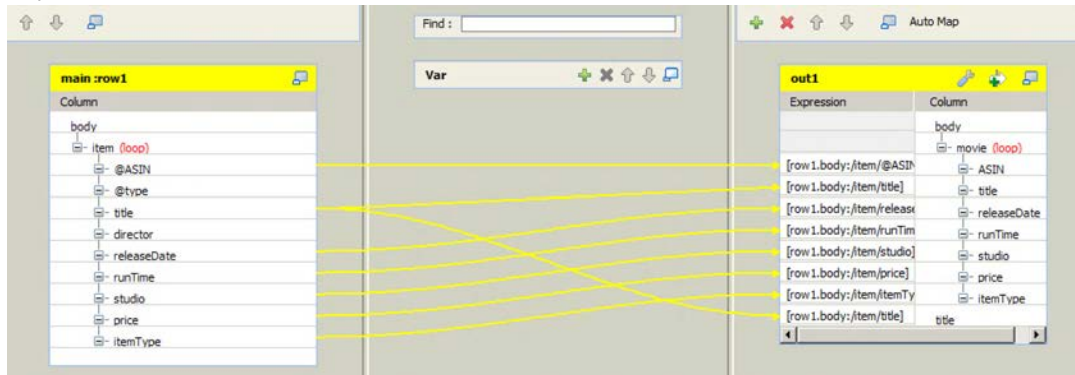 Find :
Auto Map
main :row1
Column
body
item (loop)
@ASIN
@type
title
director
releaseDate
runTime
studio
price
itemType
Var
out1
Expression Column
body
movie (loop)
[row1.body:/item/@ASIN ASIN
[row1.body:/item/title] title
[row1.body:/item/release releaseDate
[row1.body:/item/runTim runTime
[row1.body:/item/studio] studio
[row1.body:/item/price] price
[row1.body:/item/itemTy itemType
[row1.body:/item/title] title